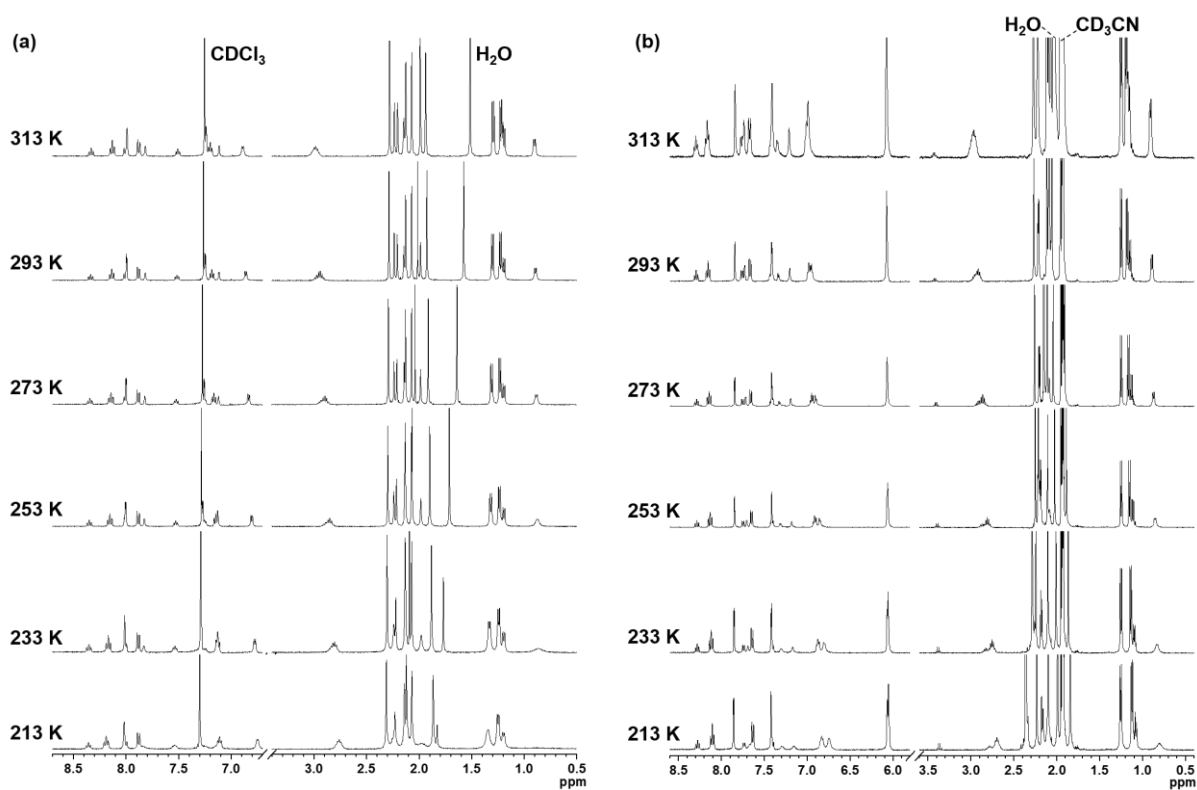 (a)
CDCl3
H2O
313 K
293 K
273 K
253 K
233 K
213 K
8.5 8.0 7.5 7.0 3.0 2.5 2.0 1.5 1.0 0.5
ppm
(b)
H2O CD3CN
313 K
293 K
273 K
253 K
233 K
213 K
8.5 8.0 7.5 7.0 6.5 6.0 3.5 3.0 2.5 2.0 1.5 1.0 0.5
ppm